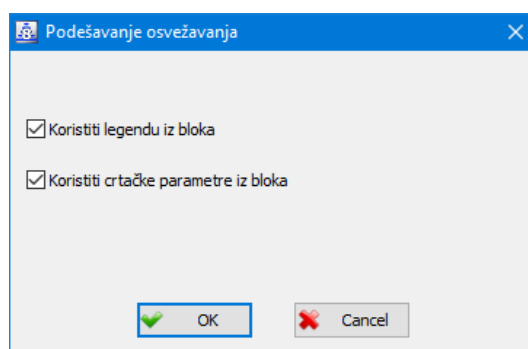 Podešavanje osvežavanja
Koristiti legendu iz bloka
Koristiti crtačke parametre iz bloka
OK
Cancel